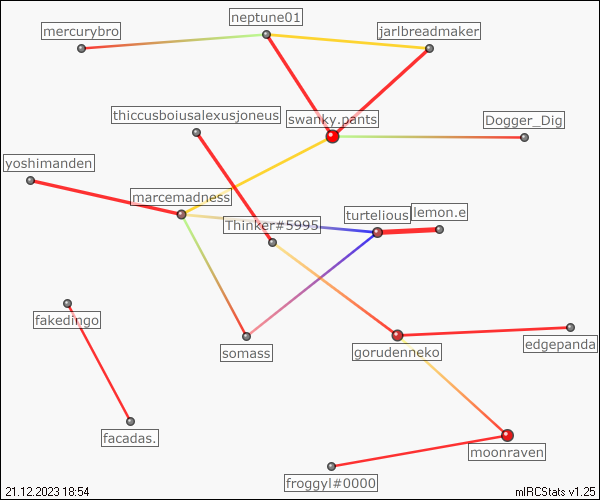 neptune01
mercurybro
jarlbreadmaker
thiccusboiusalexusjoneus
swanky.pants
Dogger_Dig
yoshimanden
marcemadness
Thinker#5995
turtelious
lemon.e
fakedingo
somass
gorudenneko
edgepanda
facadas.
moonraven
froggyl#0000
21.12.2023 18:54
mIRCStats v1.25